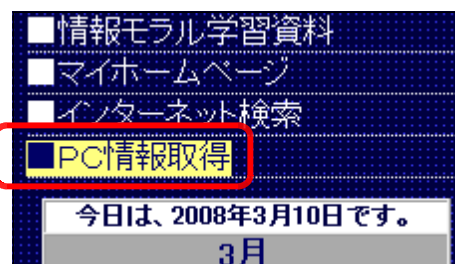 ■情報モラル学習資料
■マイホームページ
■インターネット検索
■PC情報取得
今日は、2008年3月10日です。
3月